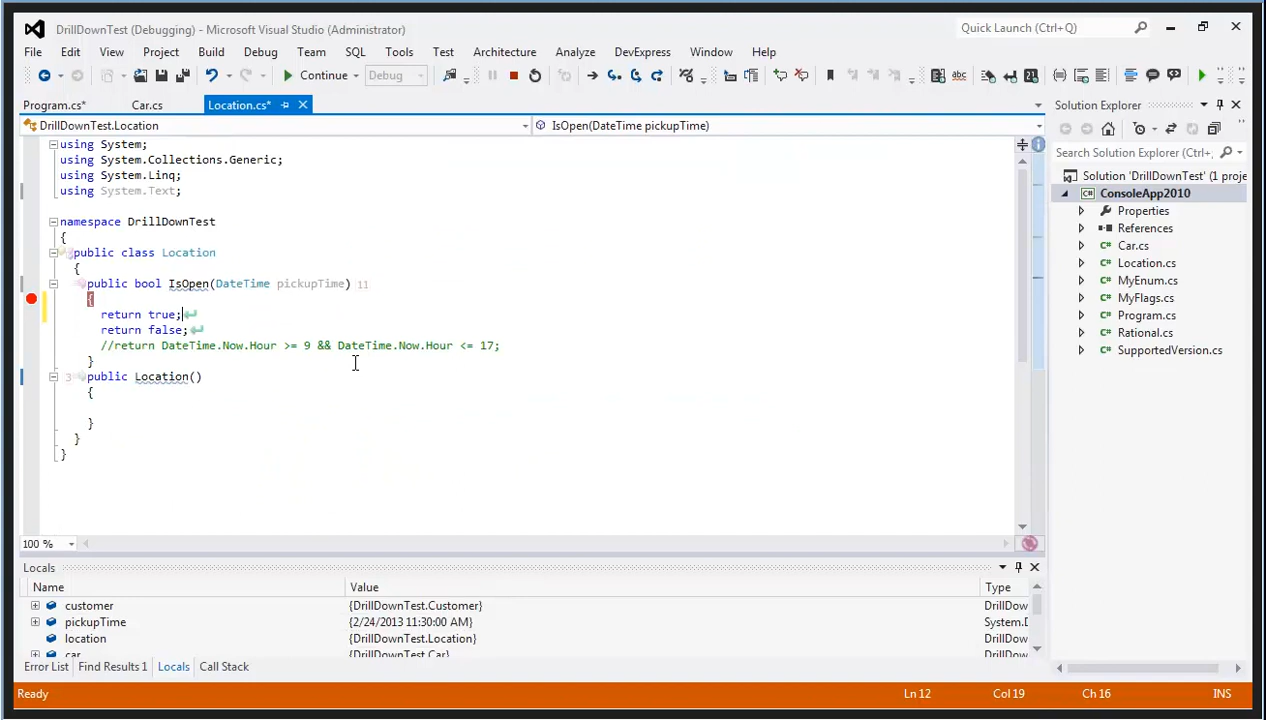 DrillDownTest (Debugging) - Microsoft Visual Studio (Administrator)
Quick Launch (Ctrl+Q)
File Edit View Project Build Debug Team SQL Tools Test Architecture Analyze DevExpress Window Help
Continue Debug
Program.cs* Car.cs Location.cs*
DrillDownTest.Location IsOpen(DateTime pickupTime)
using System;
using System.Collections.Generic;
using System.Linq;
using System.Text;
namespace DrillDownTest
{
public class Location
{
public bool IsOpen(DateTime pickupTime) 11
{
return true;
return false;
//return DateTime.Now.Hour >= 9 && DateTime.Now.Hour <= 17;
}
3 public Location()
{
}
}
}
100 %
Solution Explorer
Search Solution Explorer (Ctrl+;
Solution 'DrillDownTest' (1 proje
ConsoleApp2010
Properties
References
Car.cs
Location.cs
MyEnum.cs
MyFlags.cs
Program.cs
Rational.cs
SupportedVersion.cs
Locals
Name Value Type
customer {DrillDownTest.Customer} DrillDow
pickupTime {2/24/2013 11:30:00 AM} System.D
location {DrillDownTest.Location} DrillDow
car {DrillDownTest.Car} DrillDow
Error List Find Results 1 Locals Call Stack
Ready Ln 12 Col 19 Ch 16 INS